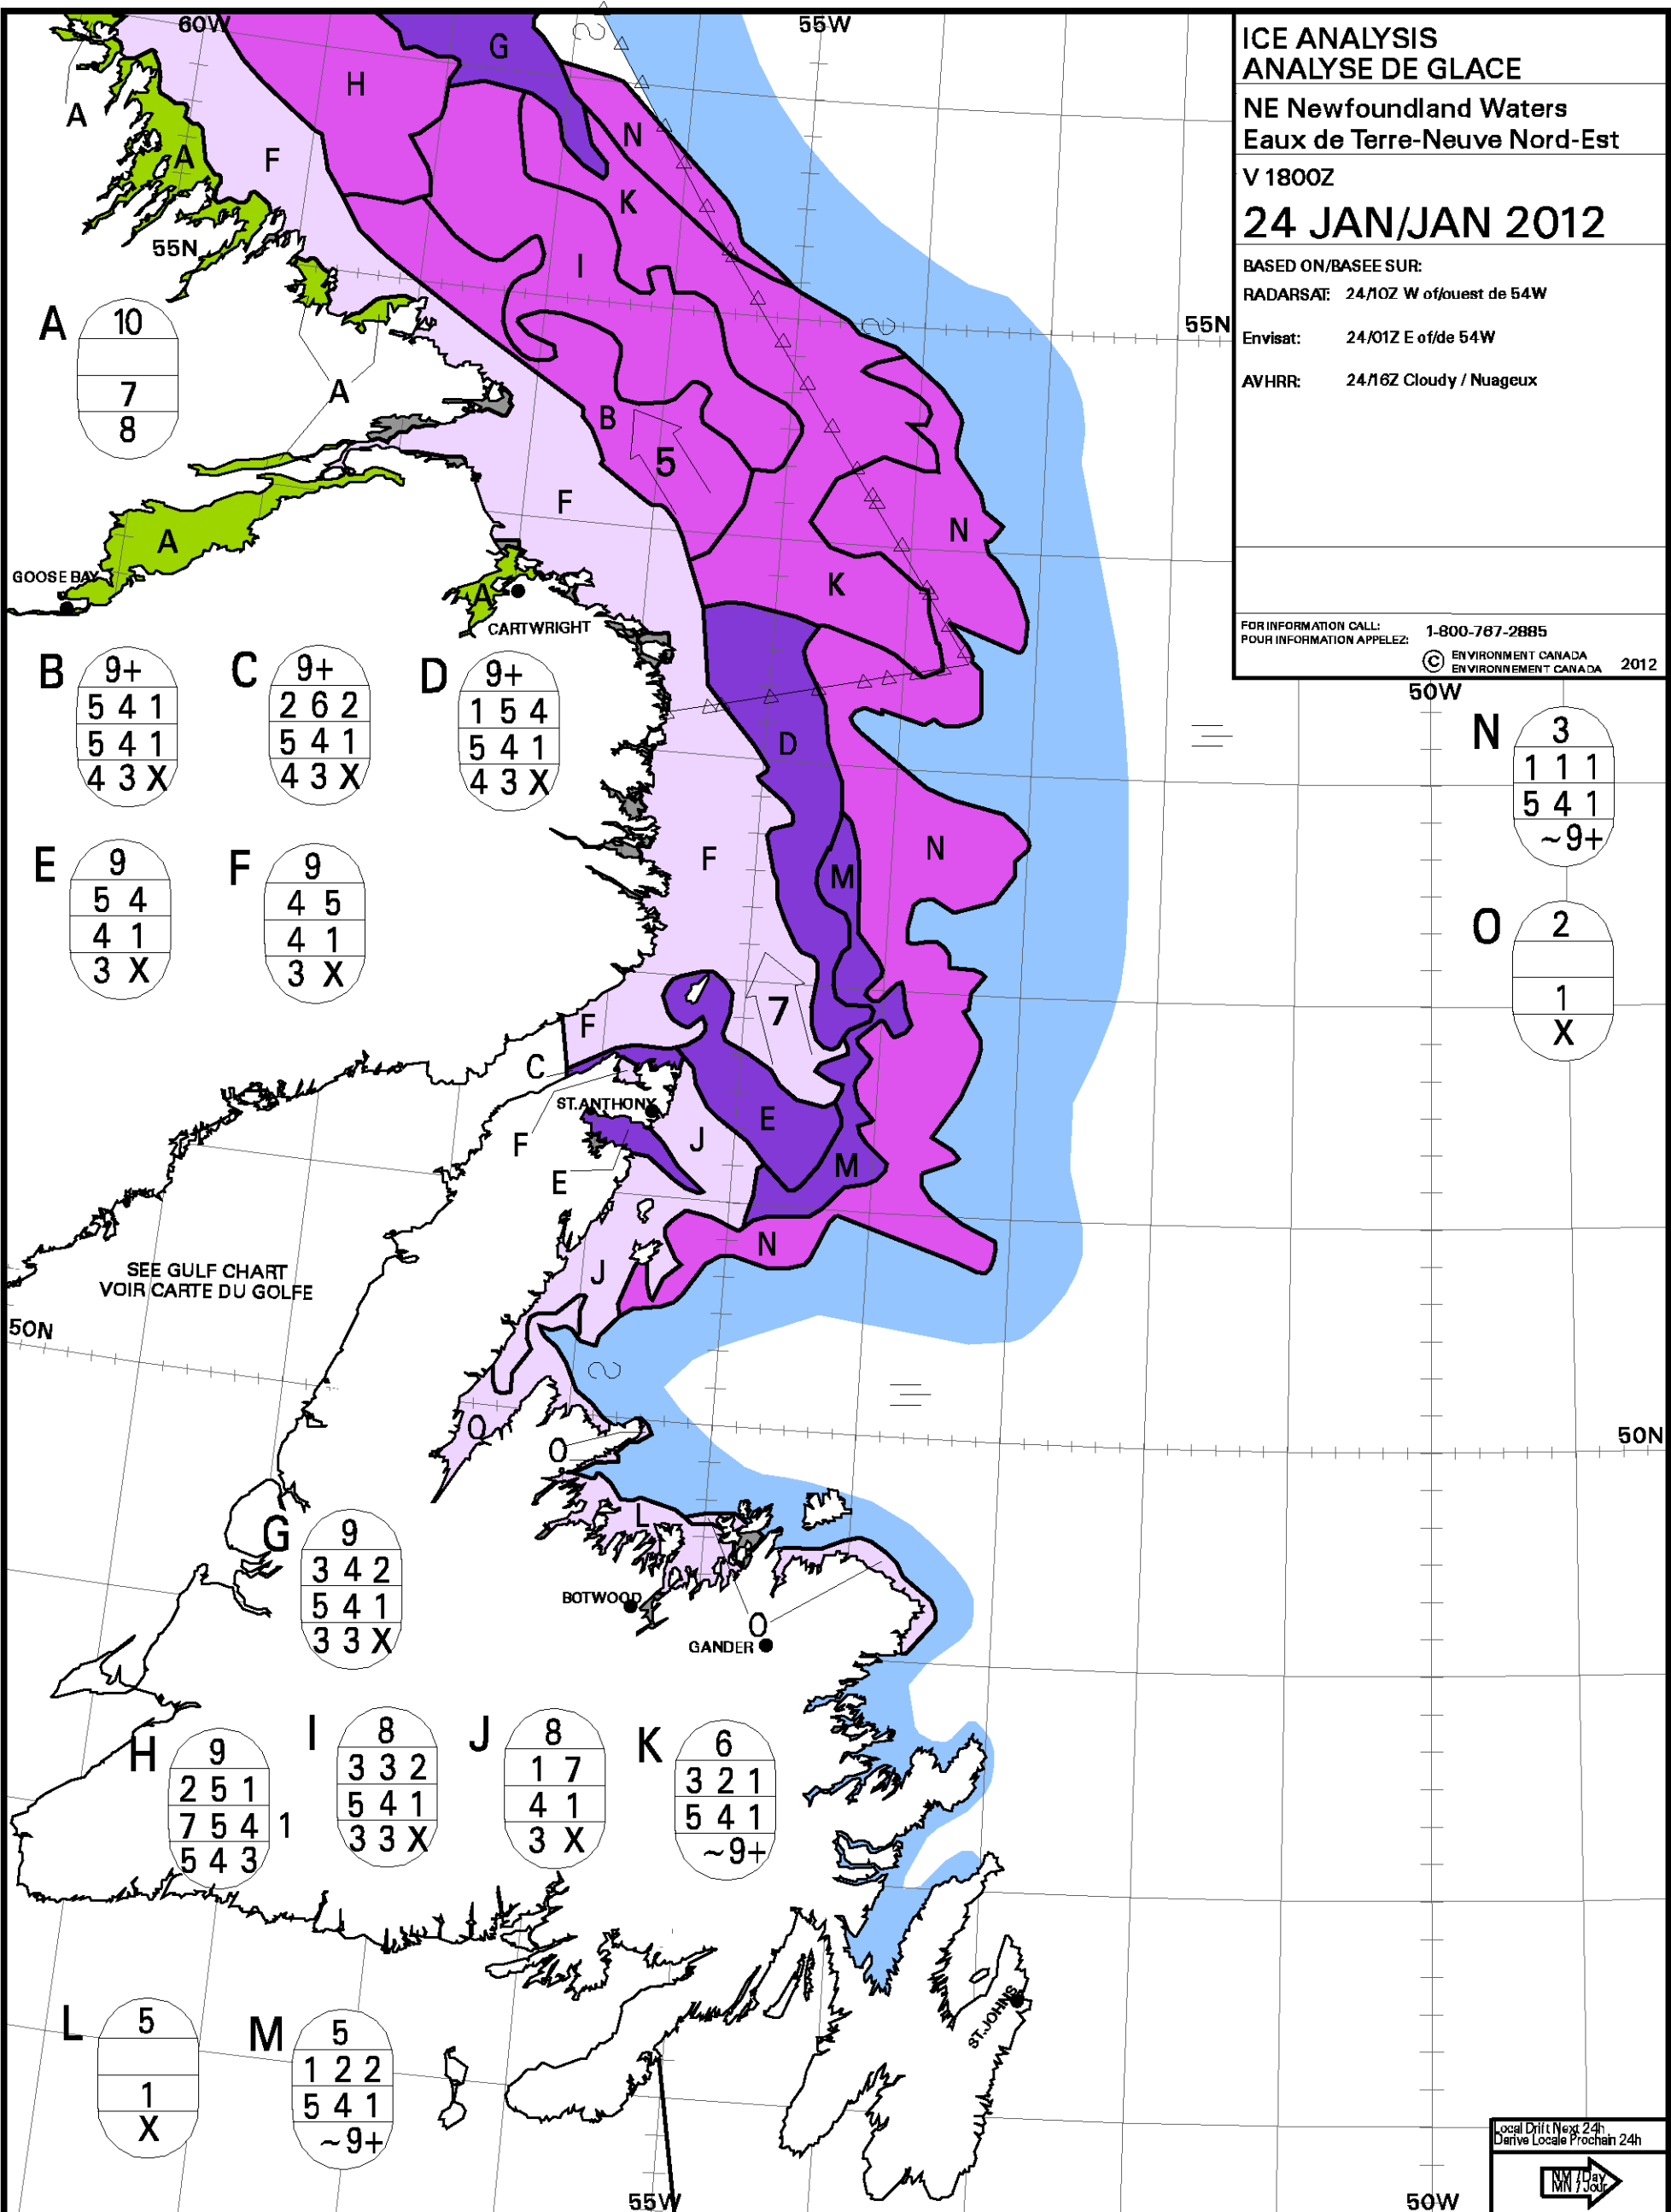 60W
55W
ICE ANALYSIS
ANALYSE DE GLACE
NE Newfoundland Waters
Eaux de Terre-Neuve Nord-Est
V 1800Z
24 JAN/JAN 2012
BASED ON/BASEE SUR:
RADARSAT: 24/10Z W of/ouest de 54W
Envisat: 24/01Z E of/de 54W
AVHRR: 24/16Z Cloudy / Nuageux
FOR INFORMATION CALL: 1-800-767-2885
POUR INFORMATION APPELEZ:
© ENVIRONMENT CANADA
ENVIRONNEMENT CANADA 2012
G
H
A
N
A
F
K
55N
I
55N
A
10
7
8
A
B
5
F
N
A
K
GOOSE BAY
A
CARTWRIGHT
B
9+
5 4 1
5 4 1
4 3 X
C
9+
2 6 2
5 4 1
4 3 X
D
9+
1 5 4
5 4 1
4 3 X
50W
N
3
1 1 1
5 4 1
~9+
D
E
9
5 4
4 1
3 X
F
9
4 5
4 1
3 X
F
M
N
O
2
1
X
7
F
C
ST.ANTHONY
E
F
J
M
E
N
SEE GULF CHART
VOIR CARTE DU GOLFE
J
50N
O
O
50N
L
G
9
3 4 2
5 4 1
3 3 X
BOTWOOD
O
GANDER
H
9
2 5 1
7 5 4 1
5 4 3
I
8
3 3 2
5 4 1
3 3 X
J
8
1 7
4 1
3 X
K
6
3 2 1
5 4 1
~9+
ST.JOHNS
L
5
1
X
M
5
1 2 2
5 4 1
~9+
Local Drift Next 24h
Derive Locale Prochain 24h
NM / Day
MN / Jour
55W
50W